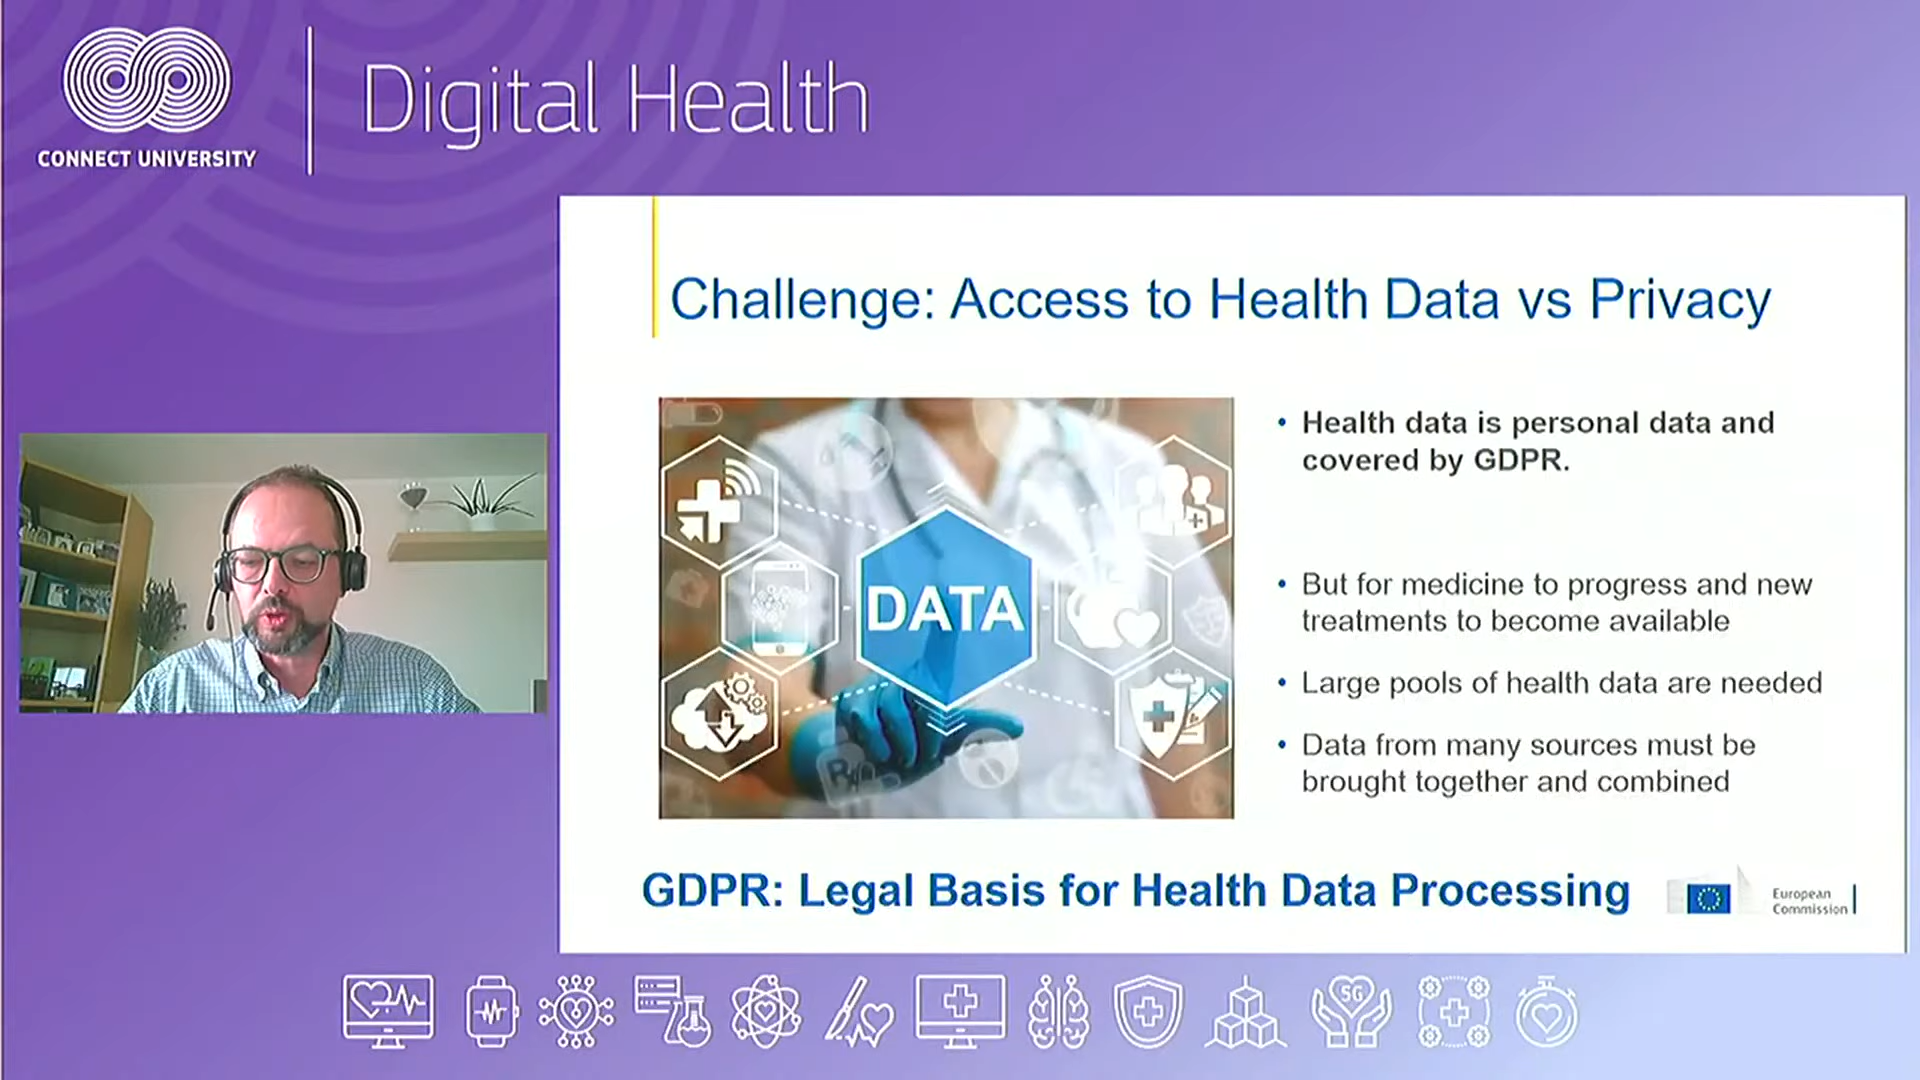 CONNECT UNIVERSITY
Digital Health
Challenge: Access to Health Data vs Privacy
DATA
• Health data is personal data and
covered by GDPR.
• But for medicine to progress and new
treatments to become available
• Large pools of health data are needed
• Data from many sources must be
brought together and combined
GDPR: Legal Basis for Health Data Processing
European
Commission
5G